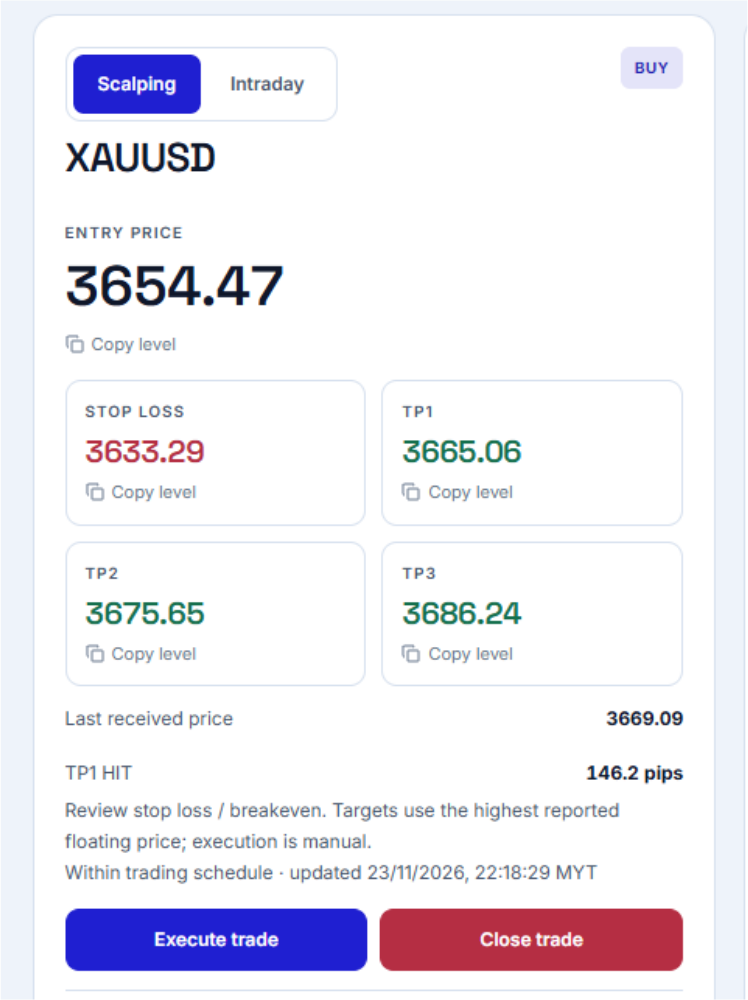 Scalping Intraday BUY
XAUUSD
ENTRY PRICE
3654.47
Copy level
STOP LOSS
3633.29
Copy level
TP1
3665.06
Copy level
TP2
3675.65
Copy level
TP3
3686.24
Copy level
Last received price 3669.09
TP1 HIT 146.2 pips
Review stop loss / breakeven. Targets use the highest reported
floating price; execution is manual.
Within trading schedule · updated 23/11/2026, 22:18:29 MYT
Execute trade Close trade